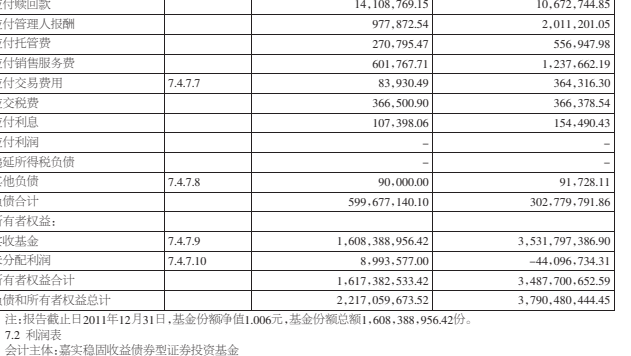 付赎回款 14,108,769.15 10,672,744.85
付管理人报酬 977,872.54 2,011,201.05
付托管费 270,795.47 556,947.98
付销售服务费 601,767.71 1,237,662.19
付交易费用 7.4.7.7 83,930.49 364,316.30
交税费 366,500.90 366,378.54
付利息 107,398.06 154,490.43
付利润 – –
延所得税负债 – –
他负债 7.4.7.8 90,000.00 91,728.11
债合计 599,677,140.10 302,779,791.86
有者权益:
收基金 7.4.7.9 1,608,388,956.42 3,531,797,386.90
分配利润 7.4.7.10 8,993,577.00 –44,096,734.31
有者权益合计 1,617,382,533.42 3,487,700,652.59
债和所有者权益总计 2,217,059,673.52 3,790,480,444.45
注:报告截止日2011年12月31日,基金份额净值1.006元,基金份额总额1,608,388,956.42份。
7.2 利润表
会计主体:嘉实稳固收益债券型证券投资基金